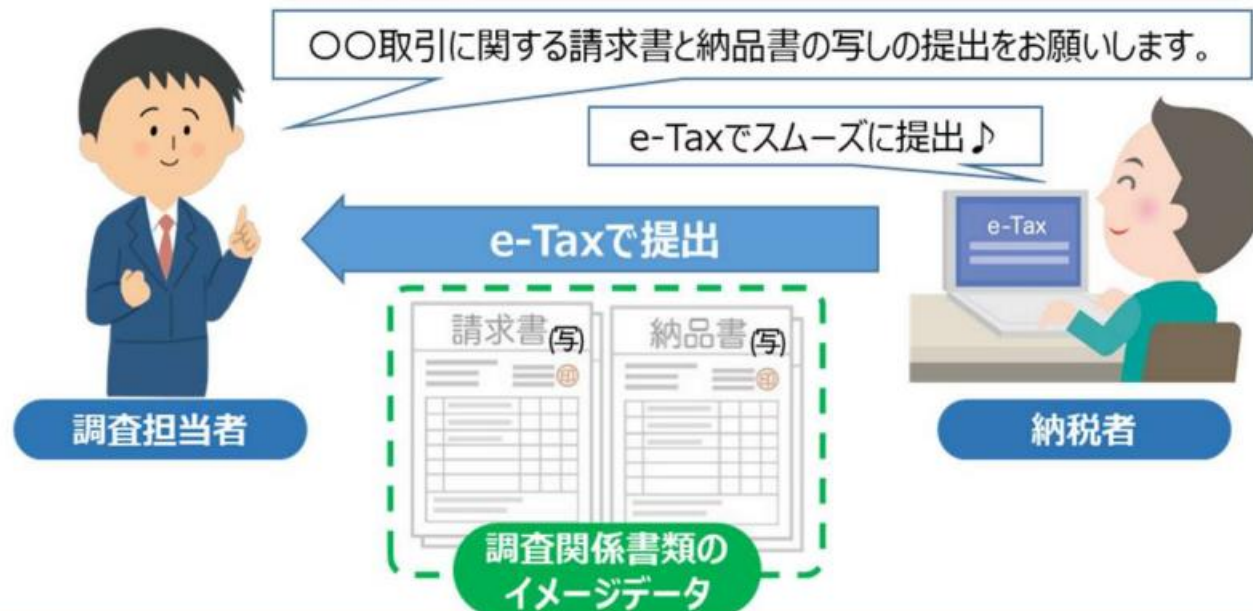 〇〇取引に関する請求書と納品書の写しの提出をお願いします。
e-Taxでスムーズに提出♪
e-Taxで提出
e-Tax
請求書(写)
納品書(写)
印
印
調査担当者
納税者
調査関係書類の
イメージデータ